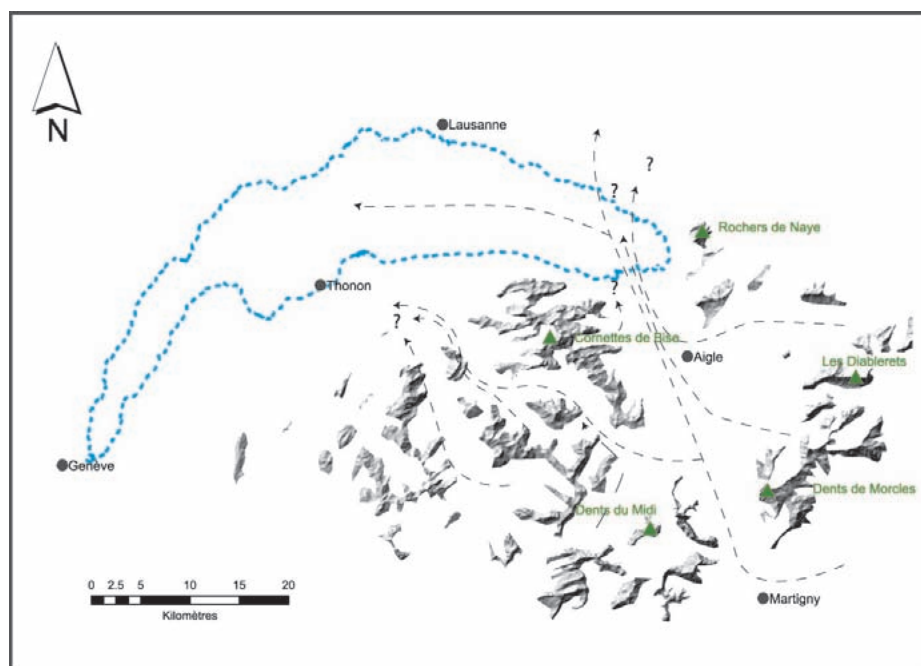 N
Lausanne
?
?
Rochers de Naye
Thonon
?
?
Cornettes de Bise
Aigle
Les Diablerets
Genève
Dents de Morcles
Dents du Midi
0 2.5 5 10 15 20
Kilomètres
Martigny